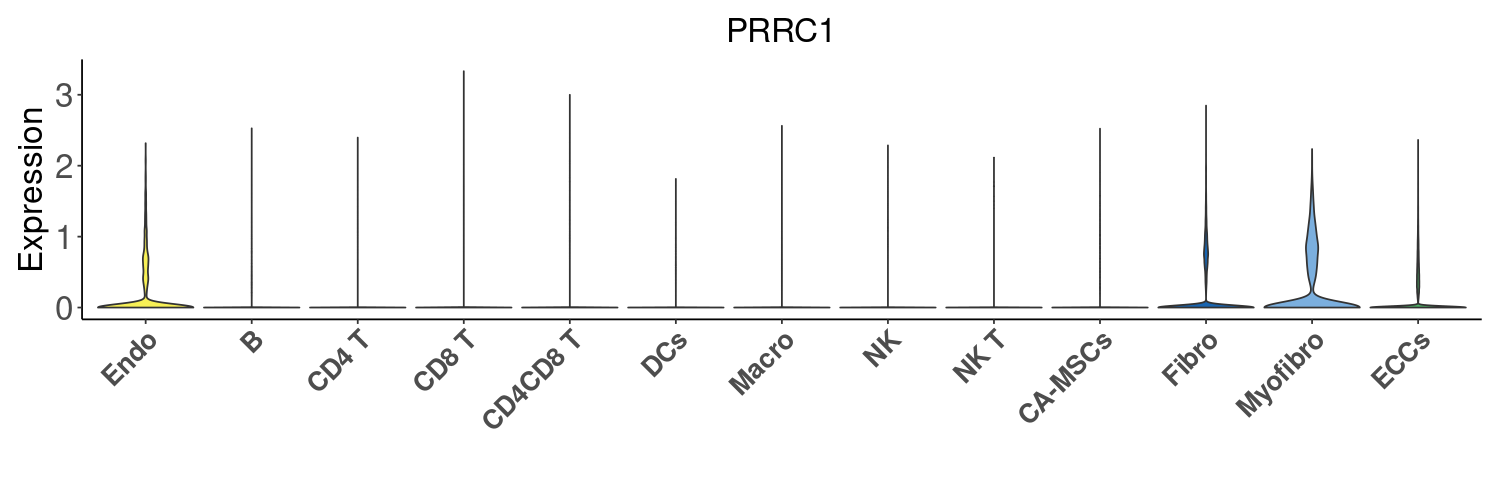 PRRC1
Expression
3
2
1
0
Endo
B
CD4 T
CD8 T
CD4CD8 T
DCs
Macro
NK
NK T
CA-MSCs
Fibro
Myofibro
ECCs